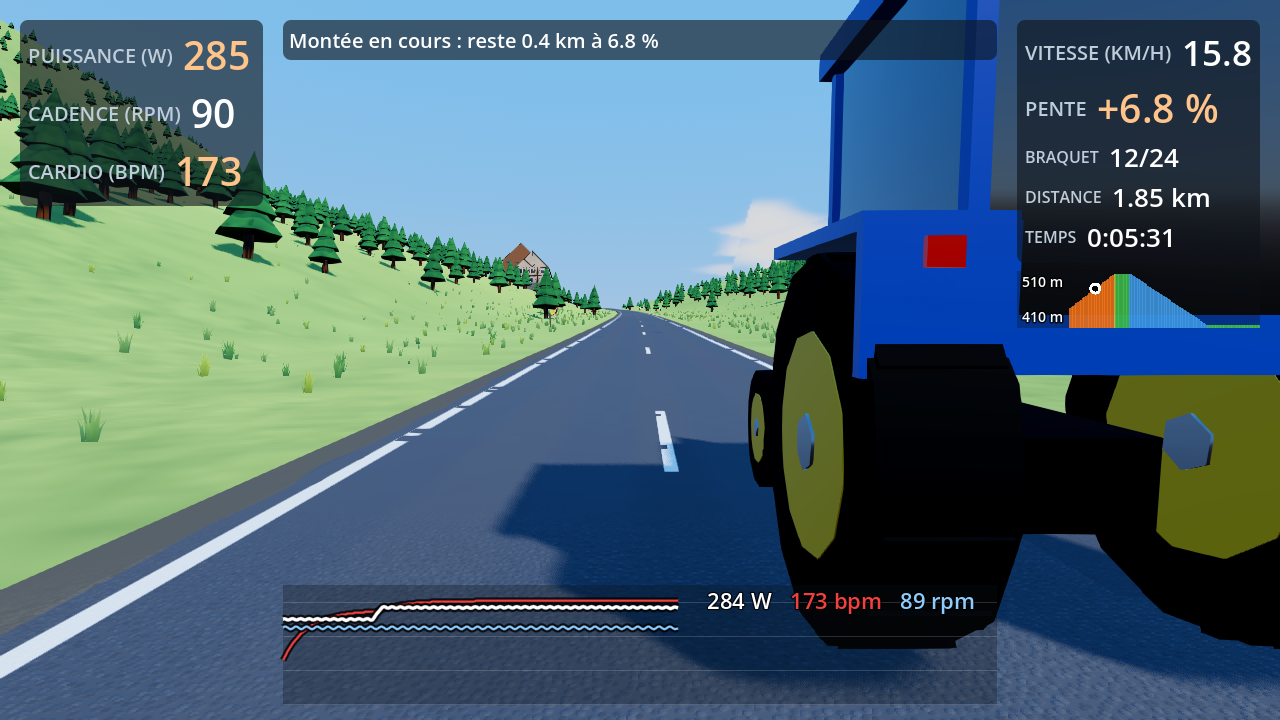 PUISSANCE (W) 285
CADENCE (RPM) 90
CARDIO (BPM) 173
Montée en cours : reste 0.4 km à 6.8 %
VITESSE (KM/H) 15.8
PENTE +6.8 %
BRAQUET 12/24
DISTANCE 1.85 km
TEMPS 0:05:31
510 m
410 m
284 W 173 bpm 89 rpm